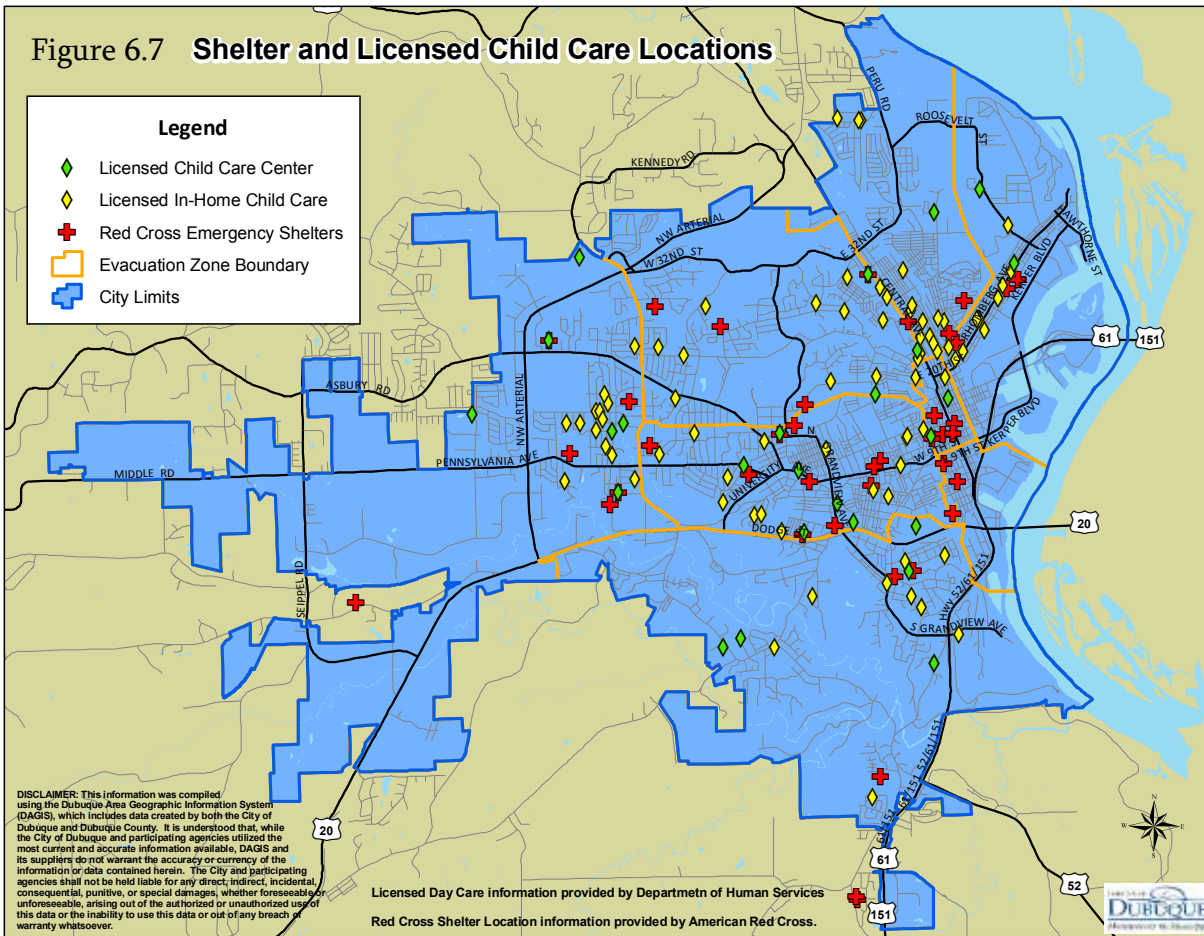 Figure 6.7 Shelter and Licensed Child Care Locations
Legend
Licensed Child Care Center
Licensed In-Home Child Care
Red Cross Emergency Shelters
Evacuation Zone Boundary
City Limits
PERU RD
ROOSEVELT
ST
KENNEDY RD
NW ARTERIAL
W 32ND ST
E 32ND ST.
HAWTHORNE ST
KERPER BLVD
RHOMBERG AVE
CENTRAL AVE
61
151
ASBURY RD
NW ARTERIAL
KERPER BLVD
N
GRANDVIEW AVE
W 9TH ST
9TH ST
MIDDLE RD
PENNSYLVANIA AVE
UNIVERSITY AVE
DODGE ST
20
SEIPPEL RD
HWY 52/61/151
S GRANDVIEW AVE
52/61/151
61/151
61/151
20
61
151
52
N
W
E
S
DISCLAIMER: This information was compiled
using the Dubuque Area Geographic Information System
(DAGIS), which includes data created by both the City of
Dubuque and Dubuque County. It is understood that, while
the City of Dubuque and participating agencies utilized the
most current and accurate information available, DAGIS and
its suppliers do not warrant the accuracy or currency of the
information or data contained herein. The City and participating
agencies shall not be held liable for any direct, indirect, incidental,
consequential, punitive, or special damages, whether foreseeable or
unforeseeable, arising out of the authorized or unauthorized use of
this data or the inability to use this data or out of any breach of
warranty whatsoever.
Licensed Day Care information provided by Departmetn of Human Services
Red Cross Shelter Location information provided by American Red Cross.
DUBUQUE